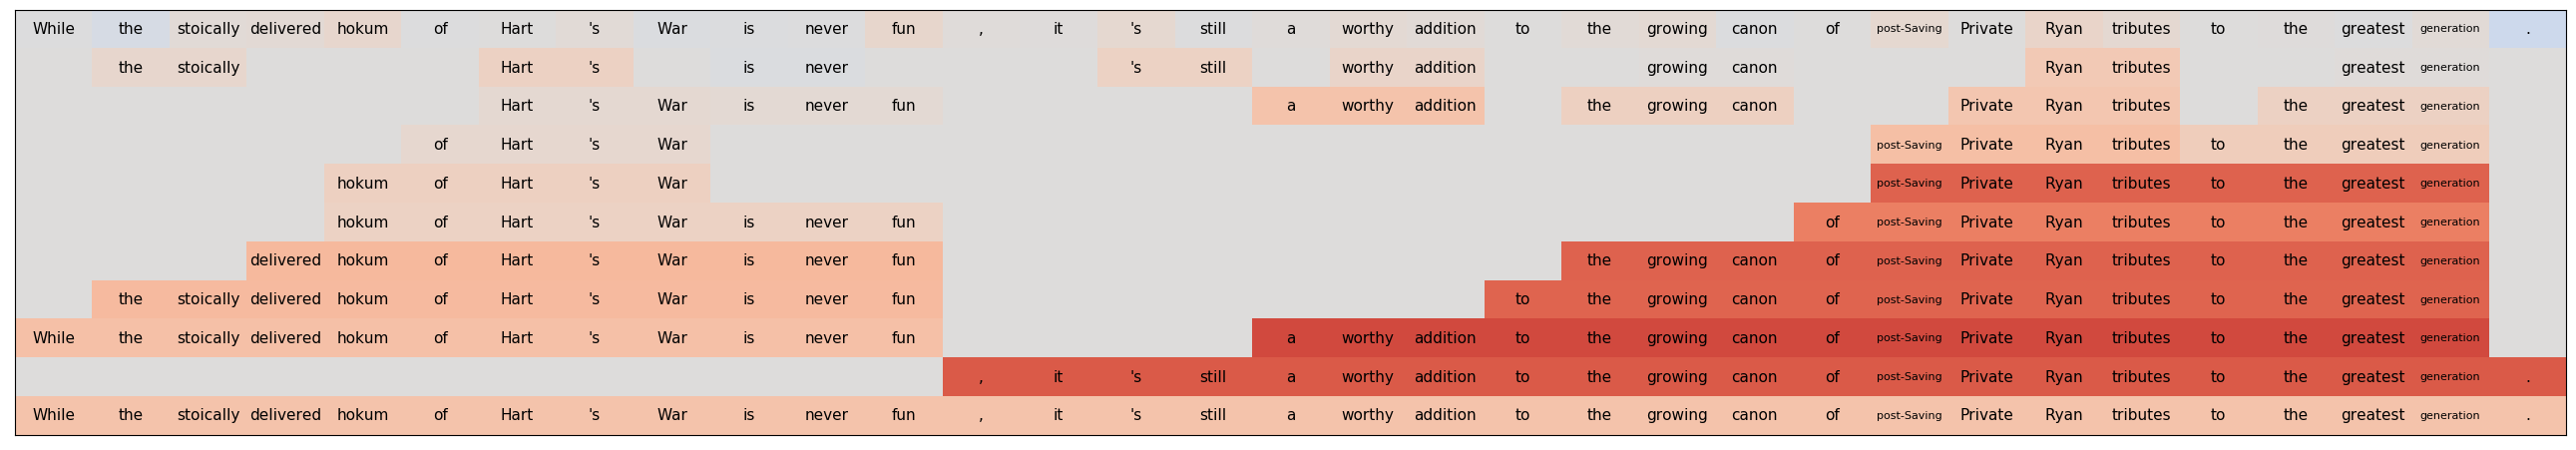 While the stoically delivered hokum of Hart 's War is never fun , it 's still a worthy addition to the growing canon of post-Saving Private Ryan tributes to the greatest generation .
the stoically Hart 's is never 's still worthy addition growing canon Ryan tributes greatest generation
Hart 's War is never fun a worthy addition the growing canon Private Ryan tributes the greatest generation
of Hart 's War post-Saving Private Ryan tributes to the greatest generation
hokum of Hart 's War post-Saving Private Ryan tributes to the greatest generation
hokum of Hart 's War is never fun of post-Saving Private Ryan tributes to the greatest generation
delivered hokum of Hart 's War is never fun the growing canon of post-Saving Private Ryan tributes to the greatest generation
the stoically delivered hokum of Hart 's War is never fun to the growing canon of post-Saving Private Ryan tributes to the greatest generation
While the stoically delivered hokum of Hart 's War is never fun a worthy addition to the growing canon of post-Saving Private Ryan tributes to the greatest generation
, it 's still a worthy addition to the growing canon of post-Saving Private Ryan tributes to the greatest generation .
While the stoically delivered hokum of Hart 's War is never fun , it 's still a worthy addition to the growing canon of post-Saving Private Ryan tributes to the greatest generation .